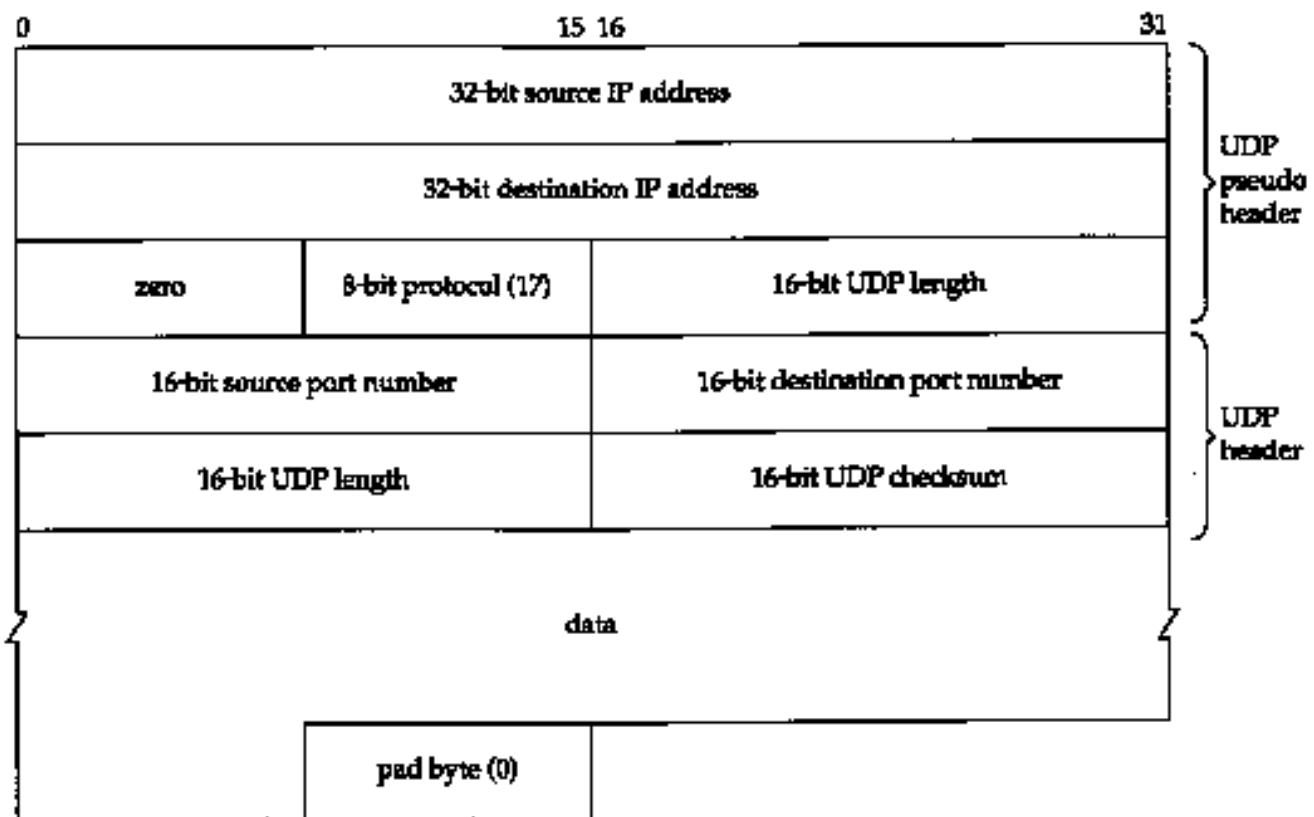 0 15 16 31
32-bit source IP address
32-bit destination IP address
UDP
pseudo
header
zero 8-bit protocol (17) 16-bit UDP length
16-bit source port number 16-bit destination port number
UDP
header
16-bit UDP length 16-bit UDP checksum
data
pad byte (0)